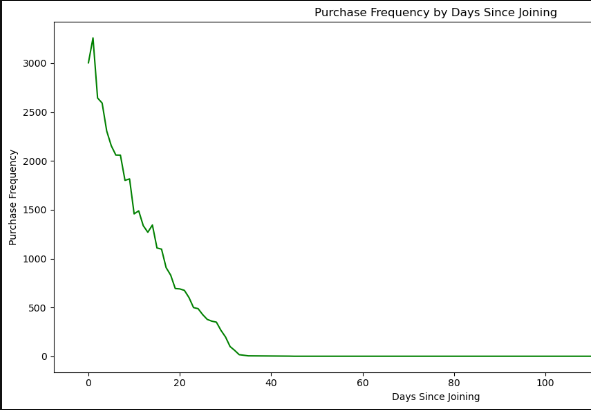 Purchase Frequency by Days Since Joining
3000
2500
2000
1500
1000
500
0
Purchase Frequency
0 20 40 60 80 100
Days Since Joining